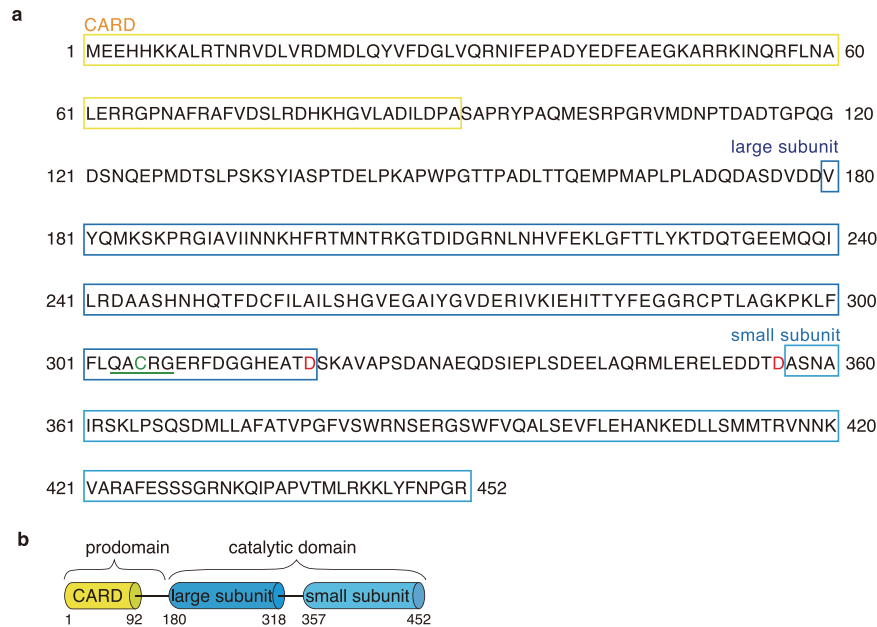 a
CARD
1 MEEHHKKALRTNRVDLVRDMDLQYVFDGLVQRNIFEPADYEDFEAEGKARRKINQRFLNA 60
61 LERRGPNAFRAFVDSLRDHKHGVLADILDPASAPRYPAQMESRPGRVMDNPTDADTGPQG 120
large subunit
121 DSNQEPMDTSLPSKSYIASPTDELPKAPWPGTTPADLTTQEMPMAPLPLADQDASDVDDV 180
181 YQMKSKPRGIAVIINNKHFRTMNTRKGTDIDGRNLNHVFEKLGFTTLYKTDQTGEEMQQI 240
241 LRDAASHNHQTFDCFILAILSHGVEGAIYGVDERIVKIEHITTYFEGGRCPTLAGKPKLF 300
small subunit
301 FLQACRGERFDGGHEATDSKAVAPSDANAEQDSIEPLSDEELAQRMLERELEDDTDASNA 360
361 IRSKLPSQSDMLLAFATVPGFVSWRNSERGSWFVQALSEVFLEHANKEDLLSMMTRVNNK 420
421 VARAFESSSGRNKQIPAPVTMLRKKLYFNPGR 452
b
prodomain catalytic domain
CARD large subunit small subunit
1 92 180 318 357 452